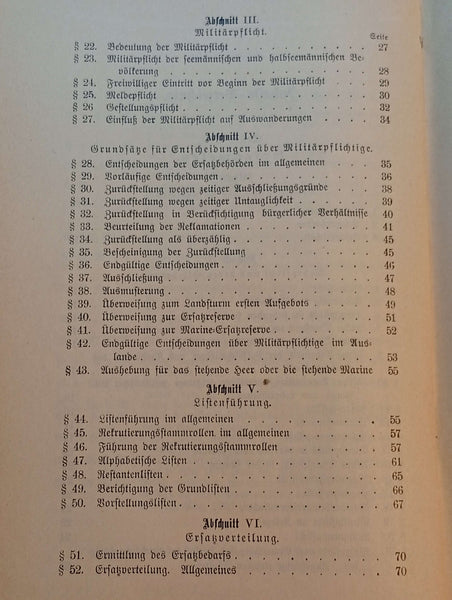 Abschnitt III.
Militärpflicht.
Seite
§ 22. Bedeutung der Militärpflicht . . . . . . . . . . 27
§ 23. Militärpflicht der seemännischen und halbseemännischen Be-
völkerung . . . . . . . . . . . . . . . . 28
§ 24. Freiwilliger Eintritt vor Beginn der Militärpflicht . . . 29
§ 25. Meldepflicht . . . . . . . . . . . . . . . 30
§ 26 Gestellungspflicht . . . . . . . . . . . . . 32
§ 27. Einfluß der Militärpflicht auf Auswanderungen . . . . 34
Abschnitt IV.
Grundsätze für Entscheidungen über Militärpflichtige.
§ 28. Entscheidungen der Ersatzbehörden im allgemeinen . . . 35
§ 29. Vorläufige Entscheidungen . . . . . . . . . . 36
§ 30. Zurückstellung wegen zeitiger Ausschließungsgründe . . . 38
§ 31. Zurückstellung wegen zeitiger Untauglichkeit . . . . . 39
§ 32. Zurückstellung in Berücksichtigung bürgerlicher Verhältnisse 40
§ 33. Beurteilung der Reklamationen . . . . . . . . . 41
§ 34. Zurückstellung als überzählig . . . . . . . . . 45
§ 35. Bescheinigung der Zurückstellung . . . . . . . . 45
§ 36. Endgültige Entscheidungen . . . . . . . . . . 46
§ 37. Ausschließung . . . . . . . . . . . . . . 47
§ 38. Ausmusterung . . . . . . . . . . . . . . 48
§ 39. Überweisung zum Landsturm ersten Aufgebots . . . . 49
§ 40. Überweisung zur Ersatzreserve . . . . . . . . . 51
§ 41. Überweisung zur Marine-Ersatzreserve . . . . . . . 52
§ 42. Endgültige Entscheidungen über Militärpflichtige im Aus-
lande . . . . . . . . . . . . . . . . . 53
§ 43. Aushebung für das stehende Heer oder die stehende Marine 55
Abschnitt V.
Listenführung.
§ 44. Listenführung im allgemeinen . . . . . . . . . 55
§ 45. Rekrutierungsstammrollen im allgemeinen . . . . . . 57
§ 46. Führung der Rekrutierungsstammrollen . . . . . . . 57
§ 47. Alphabetische Listen . . . . . . . . . . . . 61
§ 48. Restantenlisten . . . . . . . . . . . . . . 65
§ 49. Berichtigung der Grundlisten . . . . . . . . . . 66
§ 50. Vorstellungslisten . . . . . . . . . . . . . 67
Abschnitt VI.
Ersatzverteilung.
§ 51. Ermittlung des Ersatzbedarfs . . . . . . . . . . 70
§ 52. Ersatzverteilung. Allgemeines . . . . . . . . . 70